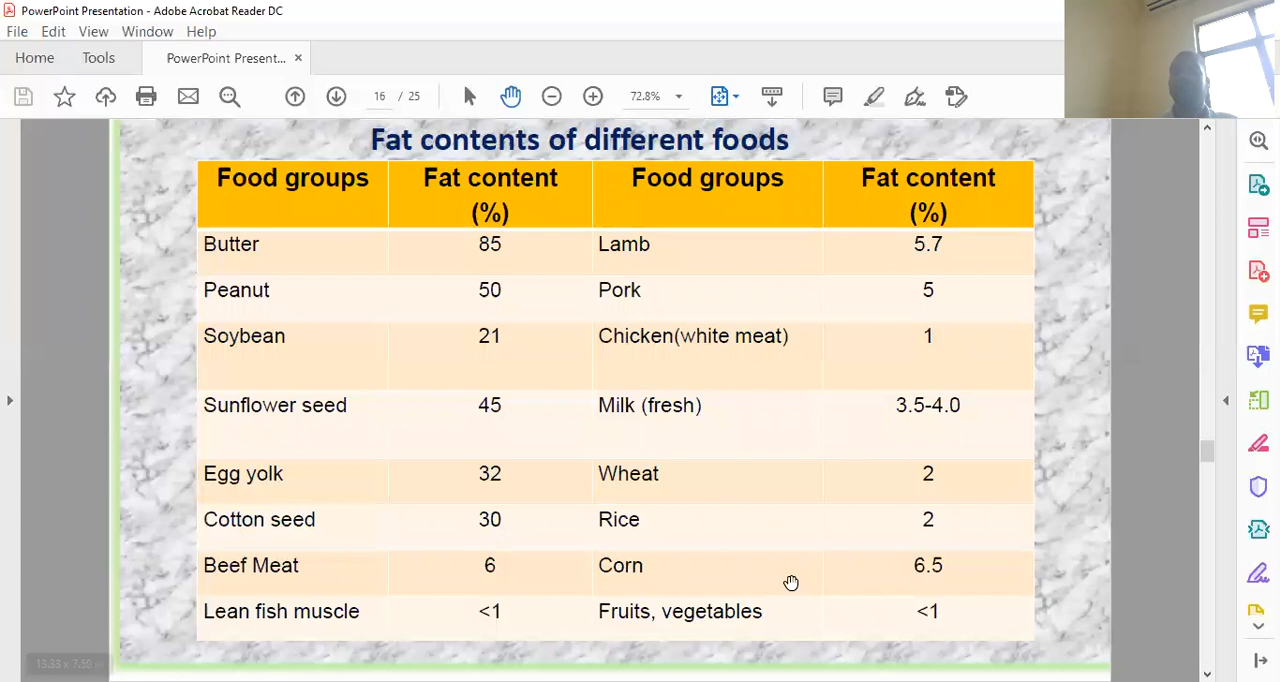 PowerPoint Presentation - Adobe Acrobat Reader DC
File Edit View Window Help
Home Tools PowerPoint Present... ×
16 / 25 72.8%
Fat contents of different foods
Food groups Fat content (%) Food groups Fat content (%)
Butter 85 Lamb 5.7
Peanut 50 Pork 5
Soybean 21 Chicken(white meat) 1
Sunflower seed 45 Milk (fresh) 3.5-4.0
Egg yolk 32 Wheat 2
Cotton seed 30 Rice 2
Beef Meat 6 Corn 6.5
Lean fish muscle <1 Fruits, vegetables <1